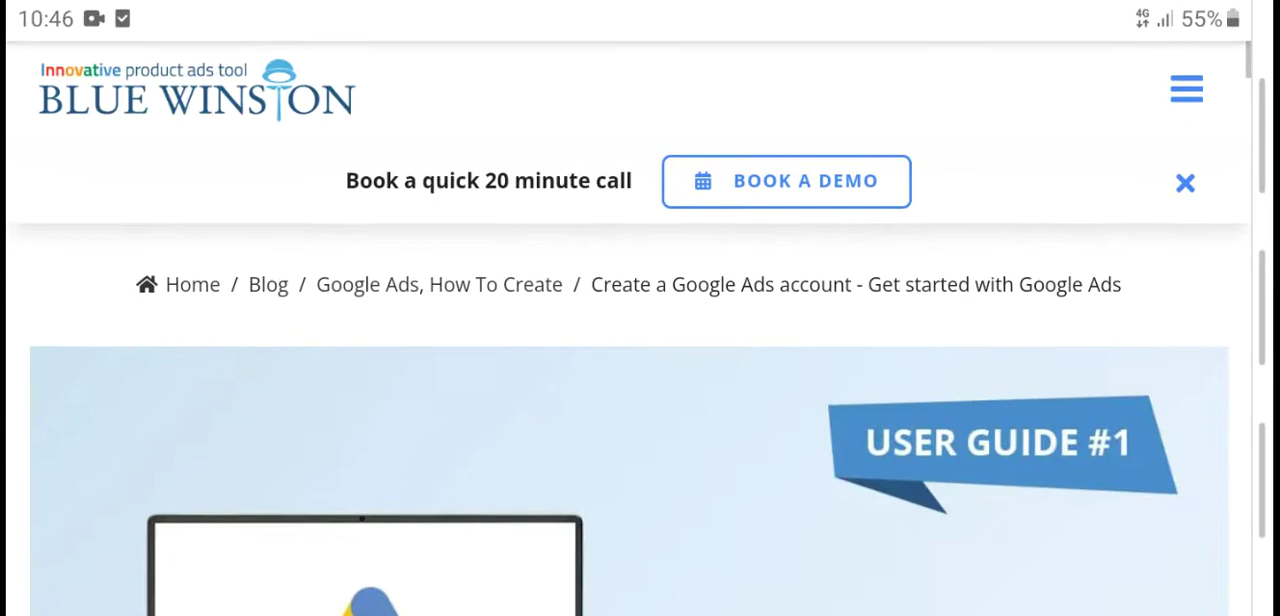 10:46 4G 55%
Innovative product ads tool
BLUE WINSTON
Book a quick 20 minute call BOOK A DEMO
Home / Blog / Google Ads, How To Create / Create a Google Ads account - Get started with Google Ads
USER GUIDE #1